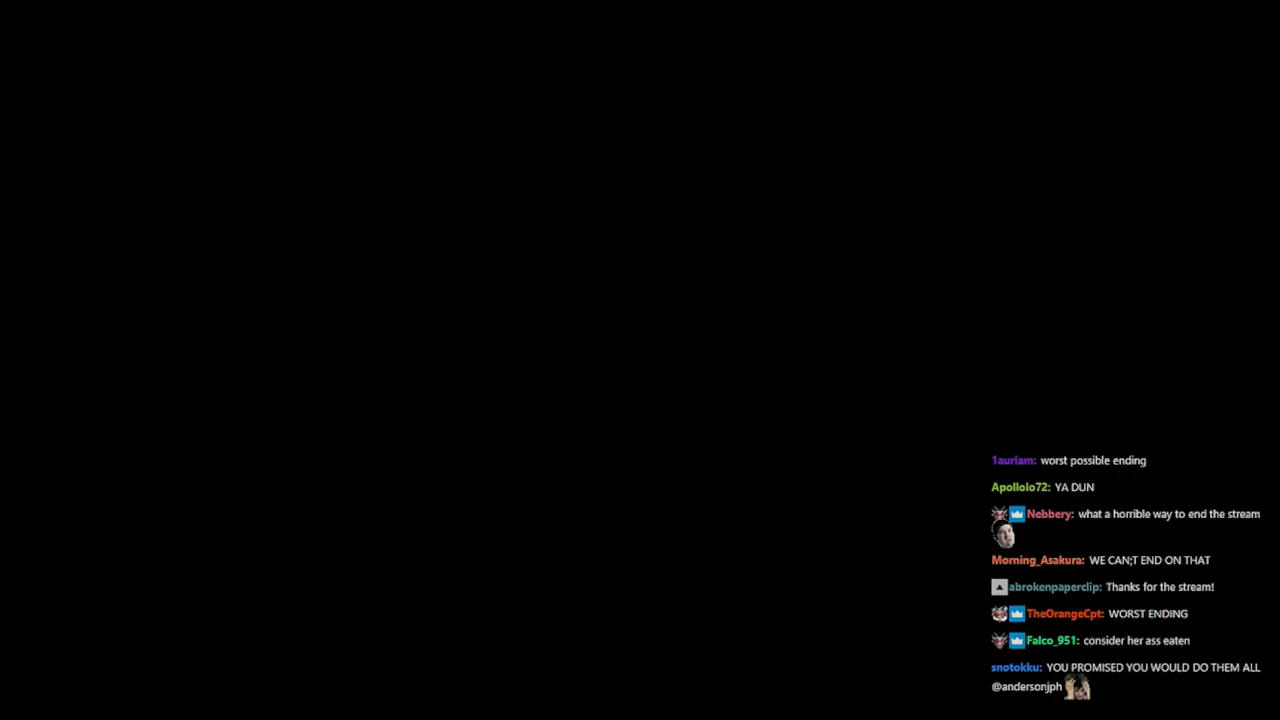 1auriam: worst possible ending
Apollolo72: YA DUN
Nebbery: what a horrible way to end the stream
Morning_Asakura: WE CAN;T END ON THAT
abrokenpaperclip: Thanks for the stream!
TheOrangeCpt: WORST ENDING
Falco_951: consider her ass eaten
snotokku: YOU PROMISED YOU WOULD DO THEM ALL
@andersonjph